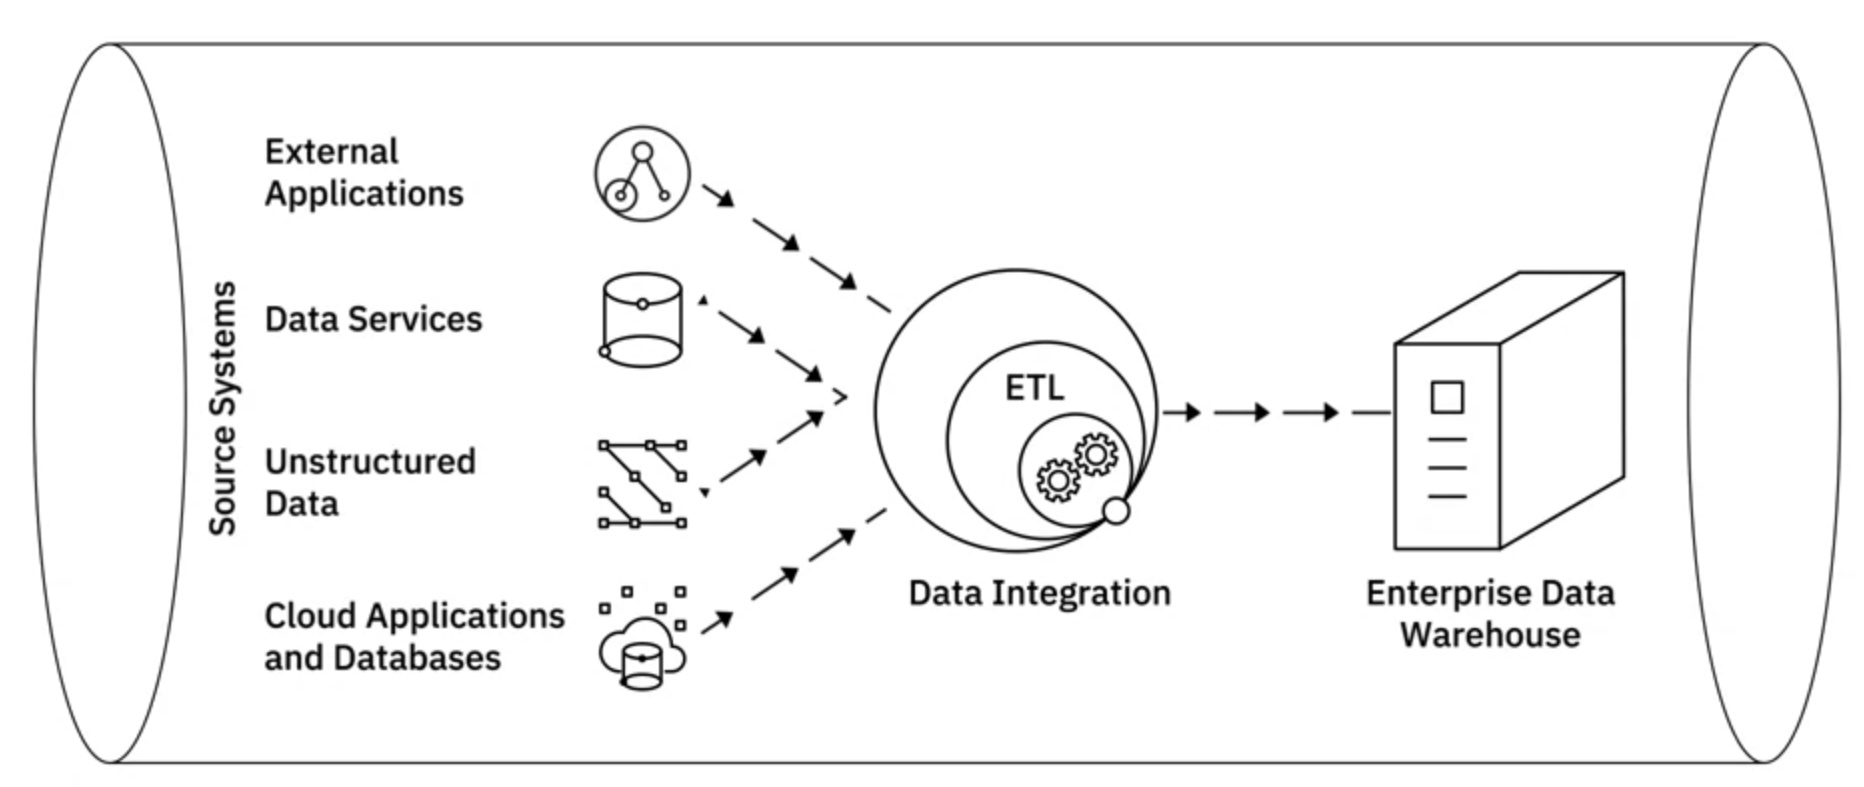 Source Systems
External
Applications
Data Services
Unstructured
Data
Cloud Applications
and Databases
ETL
Data Integration
Enterprise Data
Warehouse